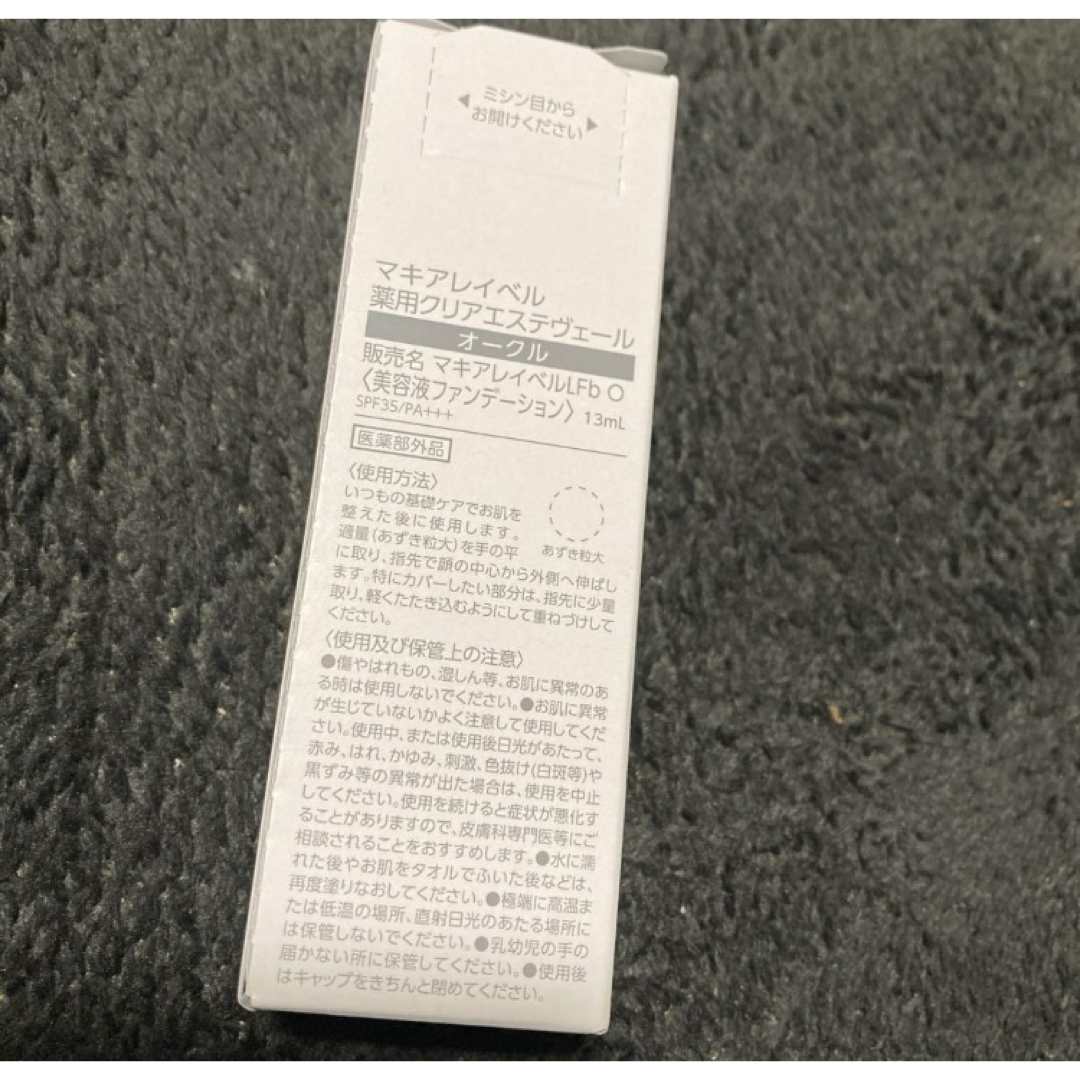 ミシン目から
お開けください
マキアレイベル
薬用クリアエステヴェール
オークル
販売名 マキアレイベルLFb O
〈美容液ファンデーション〉 13mL
SPF35/PA+++
医薬部外品
〈使用方法〉
いつもの基礎ケアでお肌を
整えた後に使用します。
適量(あずき粒大)を手の平
あずき粒大
に取り、指先で顔の中心から外側へ伸ばし
ます。特にカバーしたい部分は、指先に少量
取り、軽くたたき込むようにして重ねづけして
ください。
〈使用及び保管上の注意〉
●傷やはれもの、湿しん等、お肌に異常のあ
る時は使用しないでください。●お肌に異常
が生じていないかよく注意して使用してくだ
さい。使用中、または使用後日光があたって、
赤み、はれ、かゆみ、刺激、色抜け(白斑等)や
黒ずみ等の異常が出た場合は、使用を中止
してください。使用を続けると症状が悪化す
ることがありますので、皮膚科専門医等にご
相談されることをおすすめします。●水に濡
れた後やお肌をタオルでふいた後などは、
再度塗りなおしてください。●極端に高温ま
たは低温の場所、直射日光のあたる場所に
は保管しないでください。●乳幼児の手の
届かない所に保管してください。●使用後
はキャップをきちんと閉めてください。